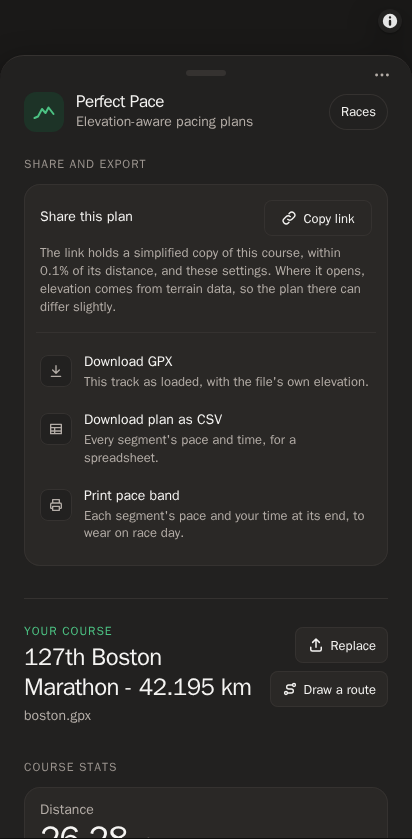 Perfect Pace
Elevation-aware pacing plans
Races
SHARE AND EXPORT
Share this plan
Copy link
The link holds a simplified copy of this course, within
0.1% of its distance, and these settings. Where it opens,
elevation comes from terrain data, so the plan there can
differ slightly.
Download GPX
This track as loaded, with the file's own elevation.
Download plan as CSV
Every segment's pace and time, for a
spreadsheet.
Print pace band
Each segment's pace and your time at its end, to
wear on race day.
YOUR COURSE
127th Boston
Marathon - 42.195 km
boston.gpx
Replace
Draw a route
COURSE STATS
Distance
26.28